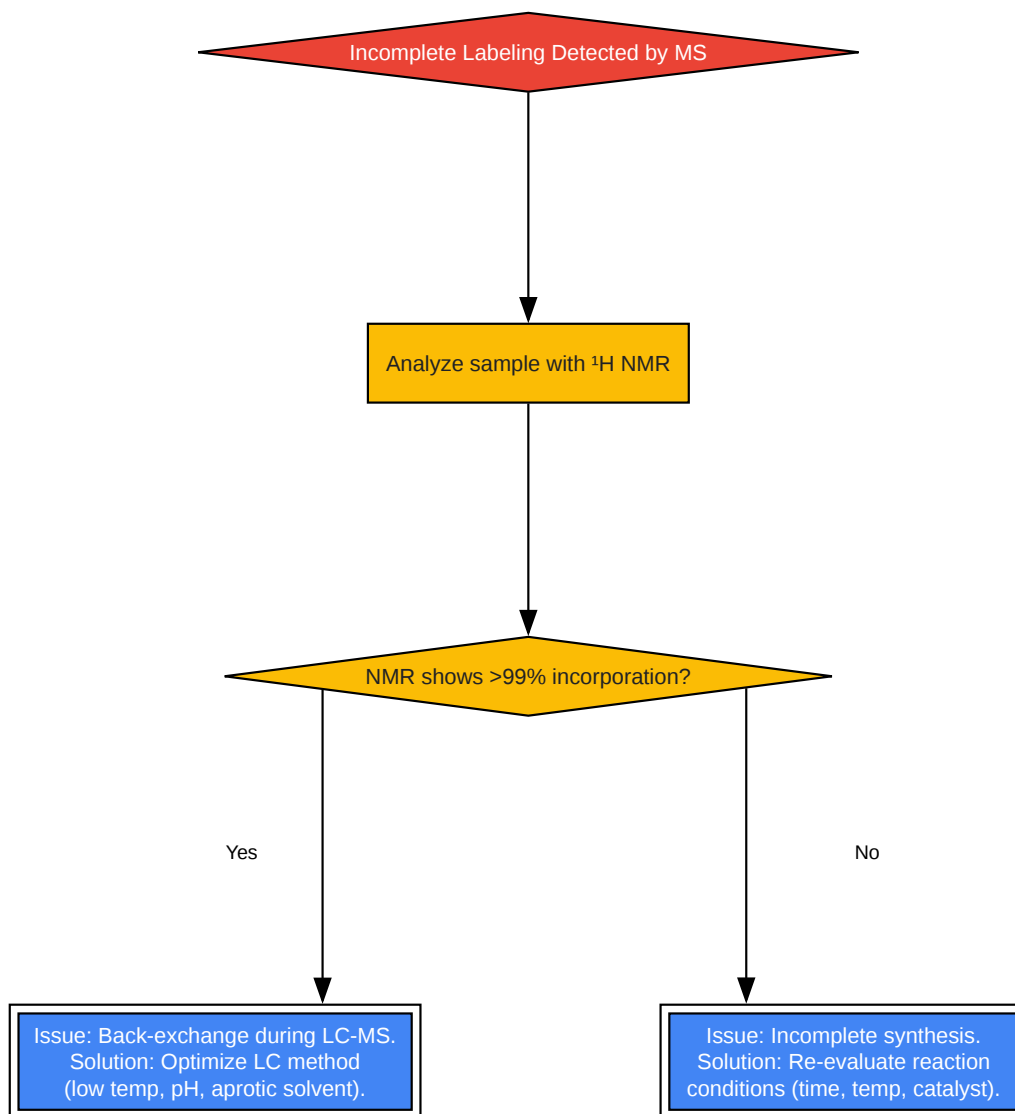 Incomplete Labeling Detected by MS
Analyze sample with ¹H NMR
NMR shows >99% incorporation?
Yes
No
Issue: Back-exchange during LC-MS.
Solution: Optimize LC method
(low temp, pH, aprotic solvent).
Issue: Incomplete synthesis.
Solution: Re-evaluate reaction
conditions (time, temp, catalyst).